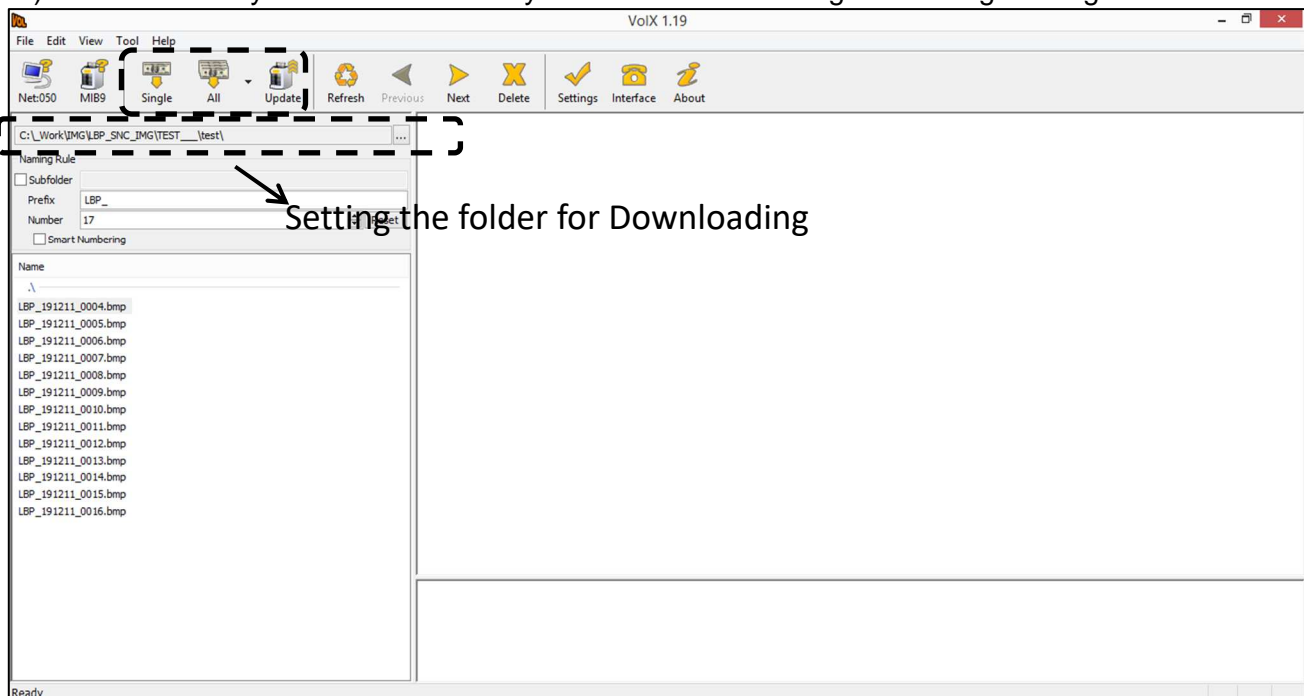 VolX 1.19
File Edit View Tool Help
Net:050 MIB9 Single All Update Refresh Previous Next Delete Settings Interface About
C:\_Work\IMG\LBP_SNC_IMG\TEST___\test\ ...
Naming Rule
Subfolder
Prefix LBP_
Number 17
Setting the folder for Downloading
Smart Numbering
Name
.\
LBP_191211_0004.bmp
LBP_191211_0005.bmp
LBP_191211_0006.bmp
LBP_191211_0007.bmp
LBP_191211_0008.bmp
LBP_191211_0009.bmp
LBP_191211_0010.bmp
LBP_191211_0011.bmp
LBP_191211_0012.bmp
LBP_191211_0013.bmp
LBP_191211_0014.bmp
LBP_191211_0015.bmp
LBP_191211_0016.bmp
Ready